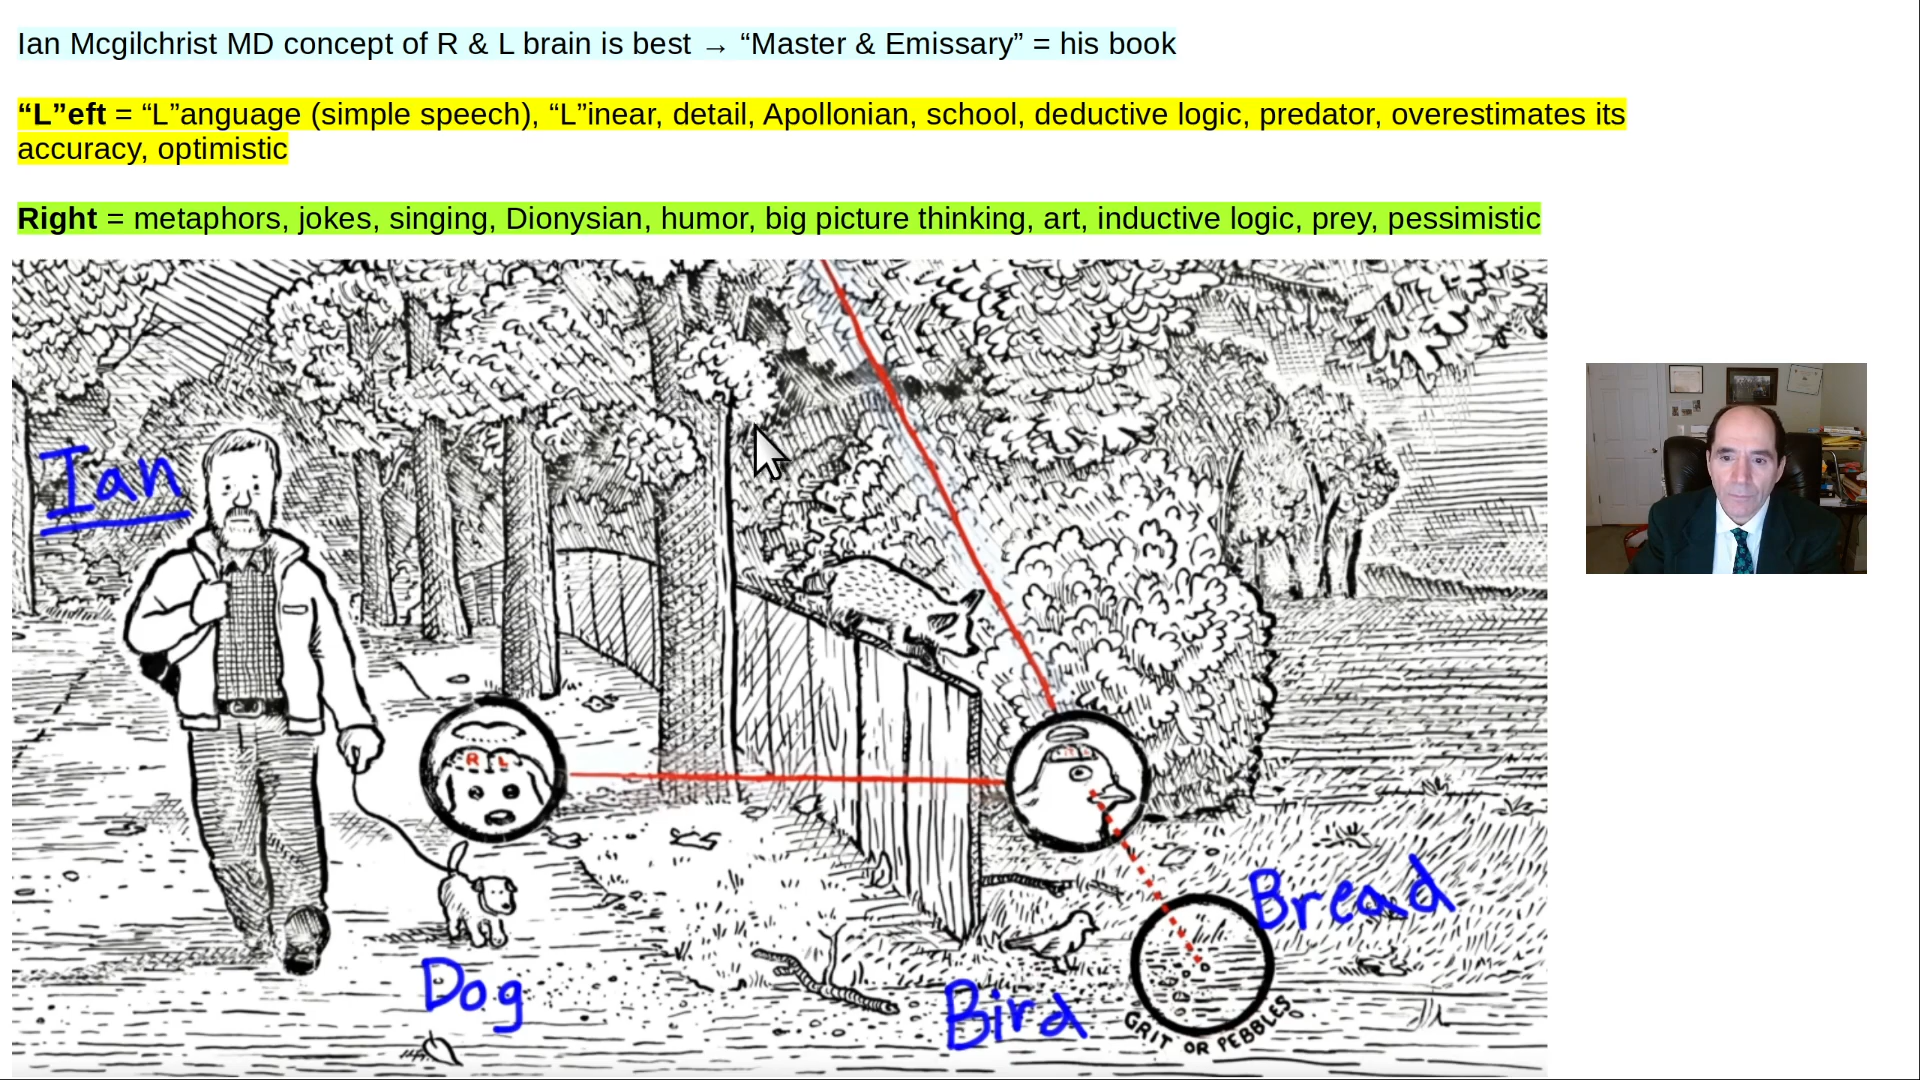 Ian Mcgilchrist MD concept of R & L brain is best → “Master & Emissary” = his book
“L”eft = “L”anguage (simple speech), “L”inear, detail, Apollonian, school, deductive logic, predator, overestimates its
accuracy, optimistic
Right = metaphors, jokes, singing, Dionysian, humor, big picture thinking, art, inductive logic, prey, pessimistic
Ian
R L
R L
Bread
Dog
Bird
GRIT OR PEBBLES